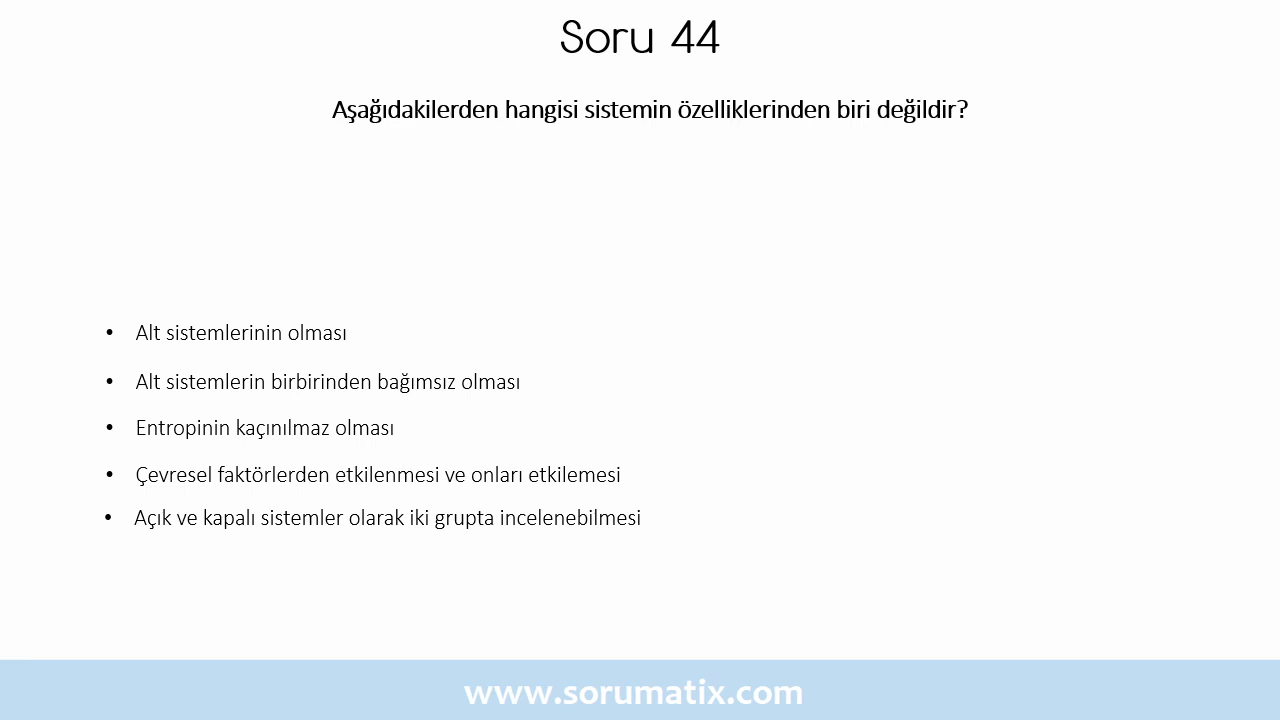 Soru 44
Aşağıdakilerden hangisi sistemin özelliklerinden biri değildir?
• Alt sistemlerinin olması
• Alt sistemlerin birbirinden bağımsız olması
• Entropinin kaçınılmaz olması
• Çevresel faktörlerden etkilenmesi ve onları etkilemesi
• Açık ve kapalı sistemler olarak iki grupta incelenebilmesi
www.sorumatix.com